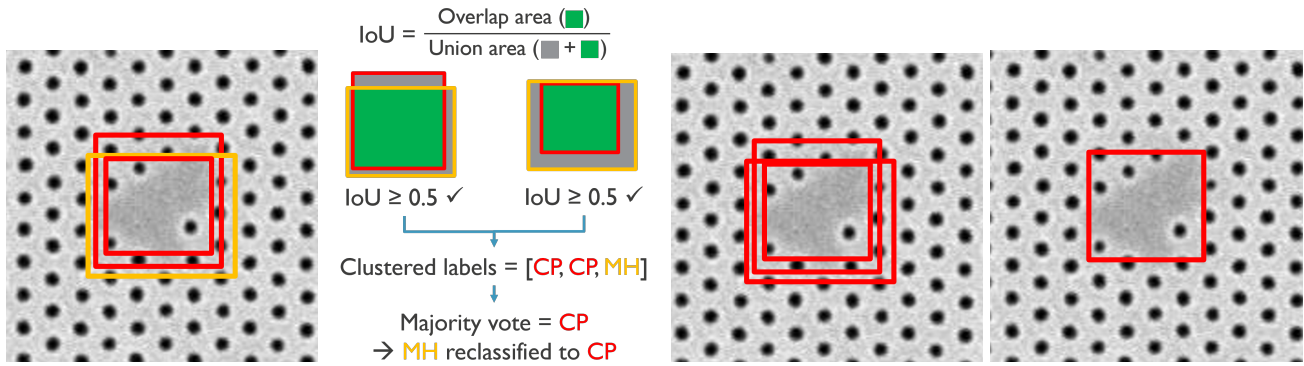 IoU = Overlap area ( )
Union area ( + )
IoU ≥ 0.5 ✓
IoU ≥ 0.5 ✓
Clustered labels = [CP, CP, MH]
Majority vote = CP
→ MH reclassified to CP